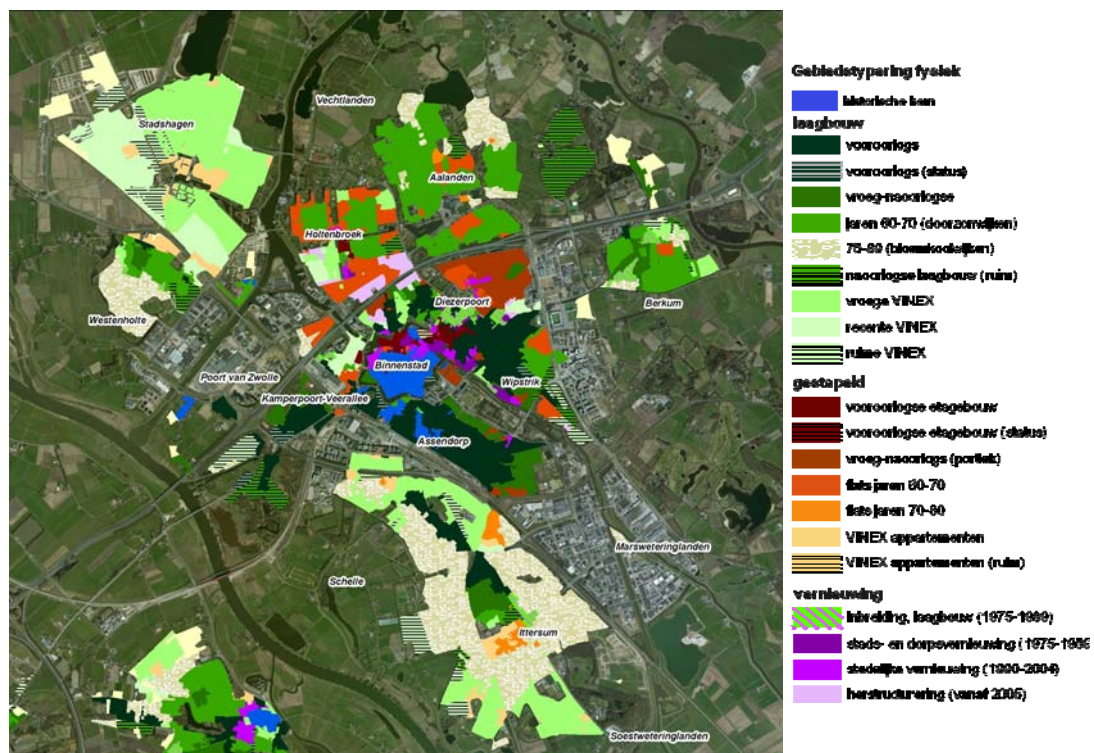 Vechtlanden
Stadshagen
Aalanden
Holtenbroek
Diezerpoort
Berkum
Westenholte
Binnenstad
Wipstrik
Poort van Zwolle
Kamperpoort-Veerallee
Assendorp
Marsweteringlanden
Schelle
Ittersum
Soestweteringlanden
Gebiedstypering fysiek
historische kern
laagbouw
vooroorlogs
vooroorlogs (status)
vroeg-naoorlogse
jaren 60-70 (doorzonwijken)
75-89 (bloemkoolwijken)
naoorlogse laagbouw (ruim)
vroege VINEX
recente VINEX
ruime VINEX
gestapeld
vooroorlogse etagebouw
vooroorlogse etagebouw (status)
vroeg-naoorlogs (portiek)
flats jaren 60-70
flats jaren 70-80
VINEX appartementen
VINEX appartementen (ruim)
vernieuwing
inbreiding, laagbouw (1975-1989)
stads- en dorpsvernieuwing (1975-198
stedelijke vernieuwing (1990-2004)
herstructurering (vanaf 2005)